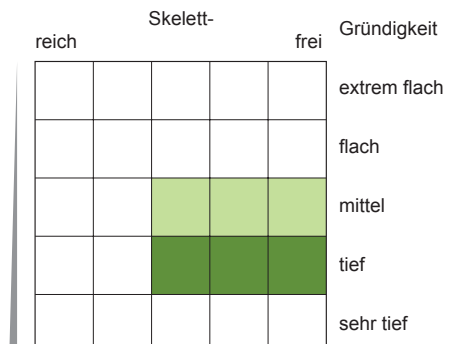 Skelett-
reich frei Gründigkeit
extrem flach
flach
mittel
tief
sehr tief